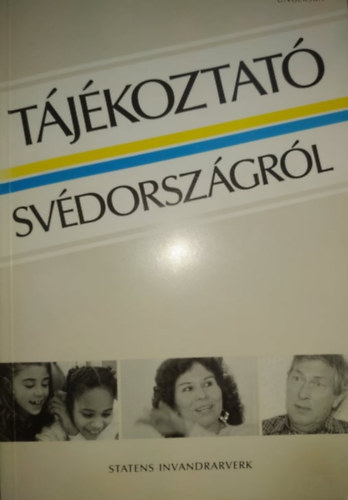 TÁJÉKOZTATÓ
SVÉDORSZÁGRÓL
STATENS INVANDRARVERK